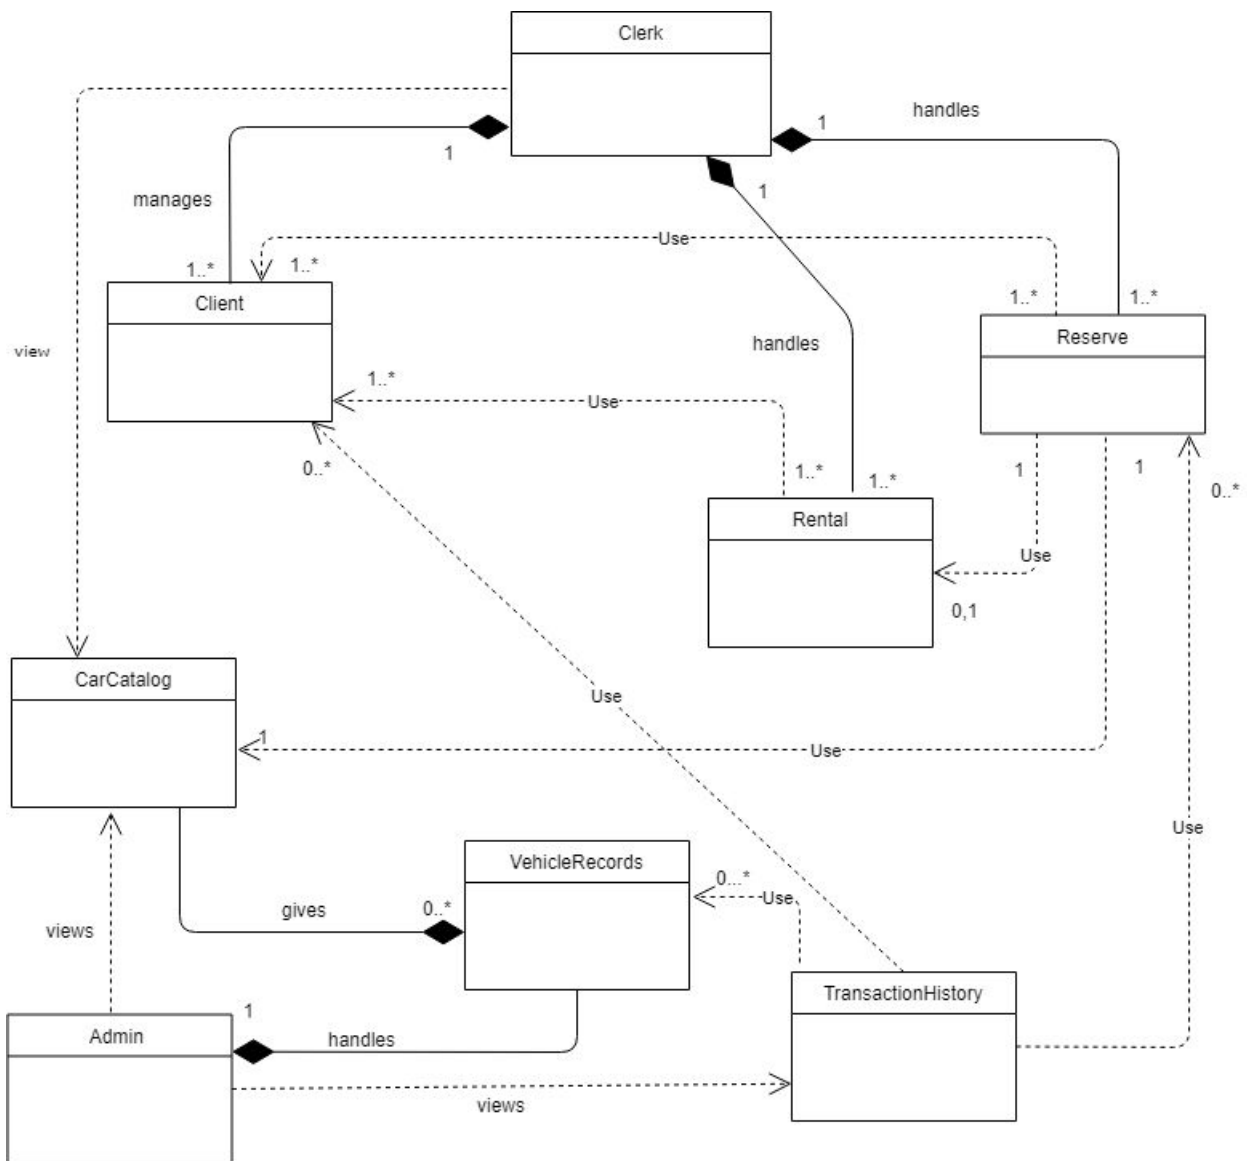 Clerk
handles
1
1
1
manages
Use
1..*
1..*
1..*
1..*
Client
Reserve
view
handles
1..*
Use
0..*
1..*
1..*
1
1
0..*
Rental
Use
0,1
CarCatalog
Use
1
Use
Use
VehicleRecords
0...*
Use
gives
0..*
views
TransactionHistory
1
Admin
handles
views